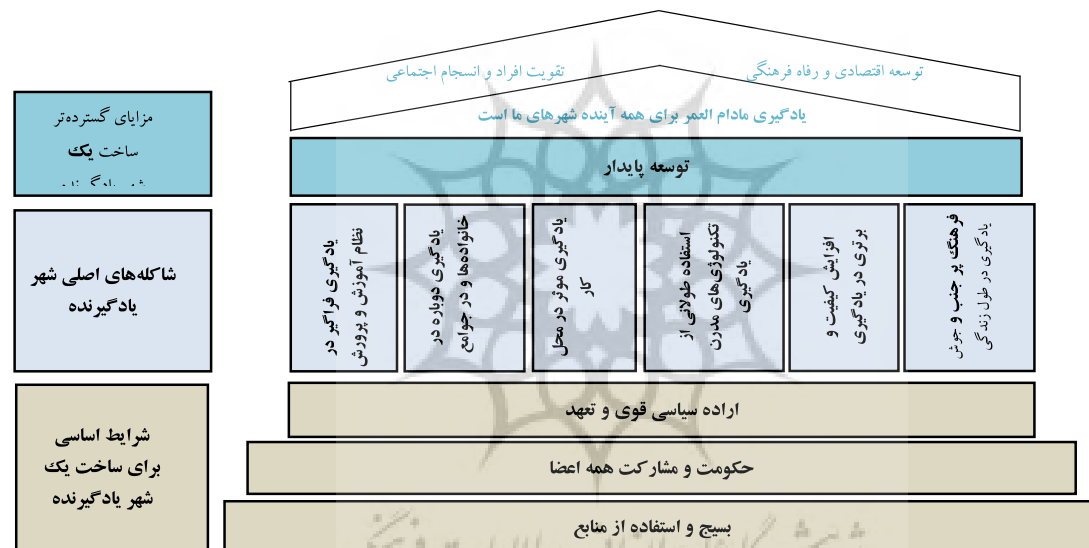 توسعه اقتصادی و رفاه فرهنگی
تقویت افراد و انسجام اجتماعی
یادگیری مادام العمر برای همه آینده شهرهای ما است
مزایای گسترده‌تر
ساخت یک
توسعه پایدار
شاکله‌های اصلی شهر
یادگیرنده
فرهنگ پر جنب و جوش
یادگیری در طول زندگی
افزایش کیفیت و
برتری در یادگیری
استفاده طولانی از
تکنولوژی‌های مدرن
یادگیری
یادگیری موثر در محل
کار
یادگیری دوباره در
خانواده‌ها و در جوامع
یادگیری فراگیر در
نظام آموزش و پرورش
شرایط اساسی
برای ساخت یک
شهر یادگیرنده
اراده سیاسی قوی و تعهد
حکومت و مشارکت همه اعضا
بسیج و استفاده از منابع